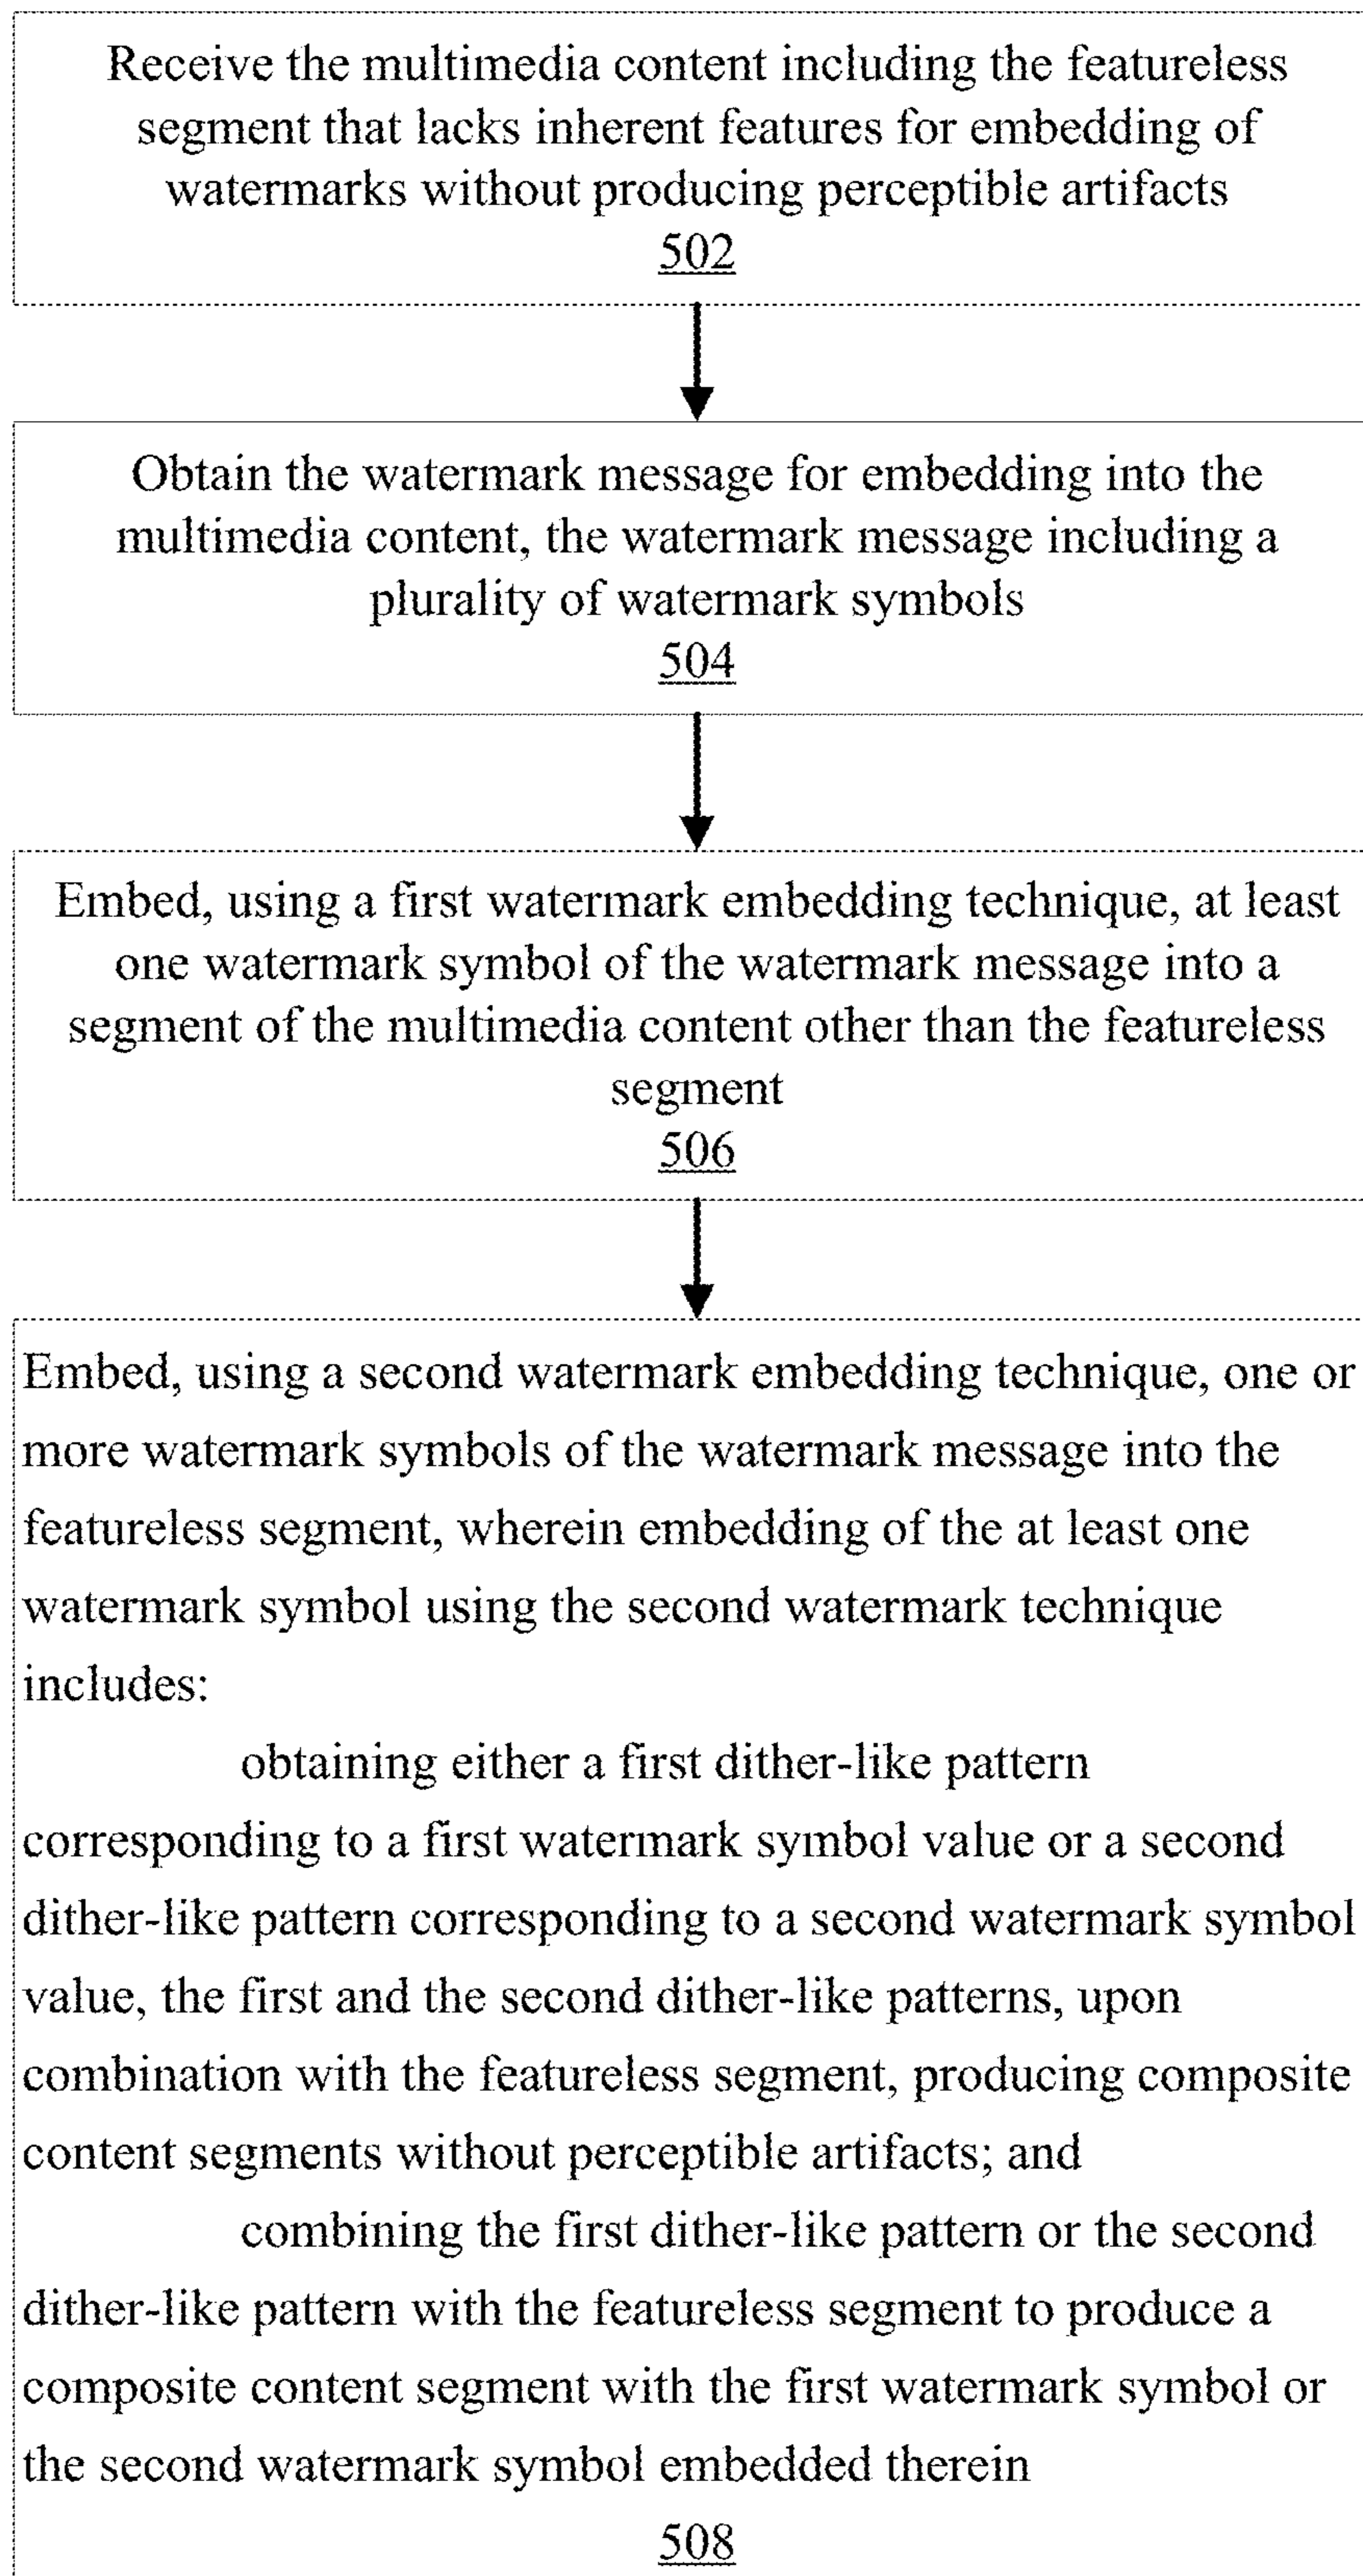 Receive the multimedia content including the featureless
segment that lacks inherent features for embedding of
watermarks without producing perceptible artifacts
502
Obtain the watermark message for embedding into the
multimedia content, the watermark message including a
plurality of watermark symbols
504
Embed, using a first watermark embedding technique, at least
one watermark symbol of the watermark message into a
segment of the multimedia content other than the featureless
segment
506
Embed, using a second watermark embedding technique, one or
more watermark symbols of the watermark message into the
featureless segment, wherein embedding of the at least one
watermark symbol using the second watermark technique
includes:
obtaining either a first dither-like pattern
corresponding to a first watermark symbol value or a second
dither-like pattern corresponding to a second watermark symbol
value, the first and the second dither-like patterns, upon
combination with the featureless segment, producing composite
content segments without perceptible artifacts; and
combining the first dither-like pattern or the second
dither-like pattern with the featureless segment to produce a
composite content segment with the first watermark symbol or
the second watermark symbol embedded therein
508